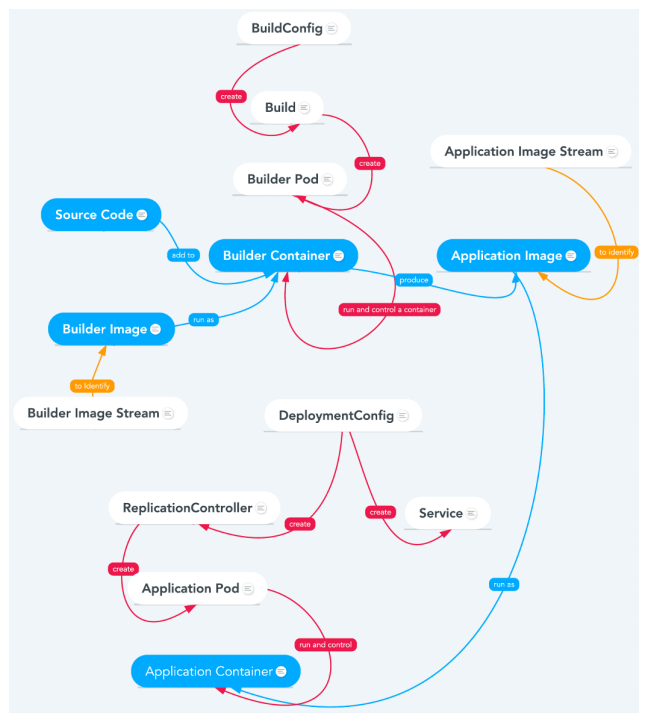 BuildConfig
create
Build
create
Application Image Stream
Builder Pod
Source Code
add to
Builder Container
Application Image
to identify
produce
run and control a container
Builder Image
run as
to Identify
Builder Image Stream
DeploymentConfig
ReplicationController
create
create
Service
create
Application Pod
run as
run and control
Application Container